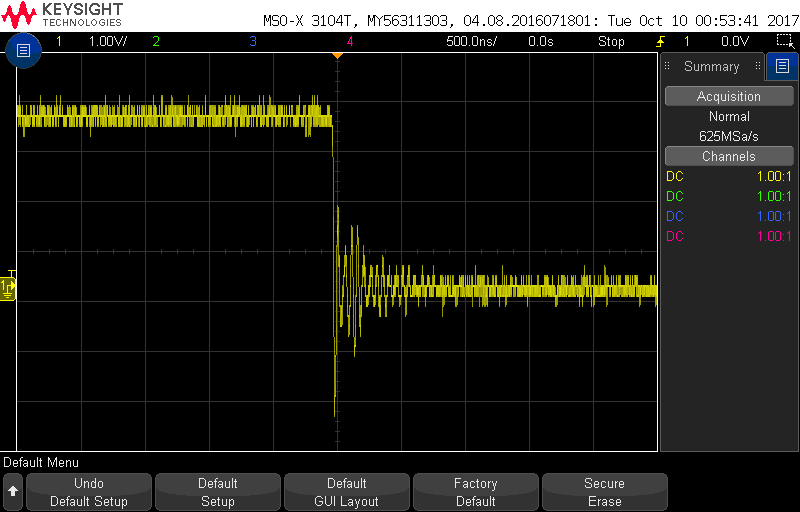 KEYSIGHT
TECHNOLOGIES
MSO-X 3104T, MY56311303, 04.08.2016071801: Tue Oct 10 00:53:41 2017
1 1.00V/ 2 3 4 500.0ns/ 0.0s Stop 1 0.0V
Summary
Acquisition
Normal
625MSa/s
Channels
DC 1.00:1
DC 1.00:1
DC 1.00:1
DC 1.00:1
T
1
Default Menu
Undo
Default Setup
Default
Setup
Default
GUI Layout
Factory
Default
Secure
Erase